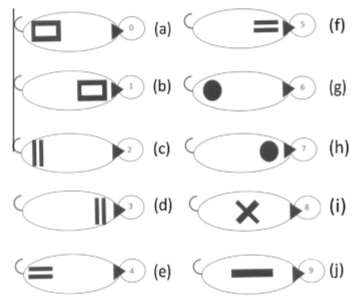 0 (a)
1 (b)
2 (c)
3 (d)
4 (e)
5 (f)
6 (g)
7 (h)
8 (i)
9 (j)